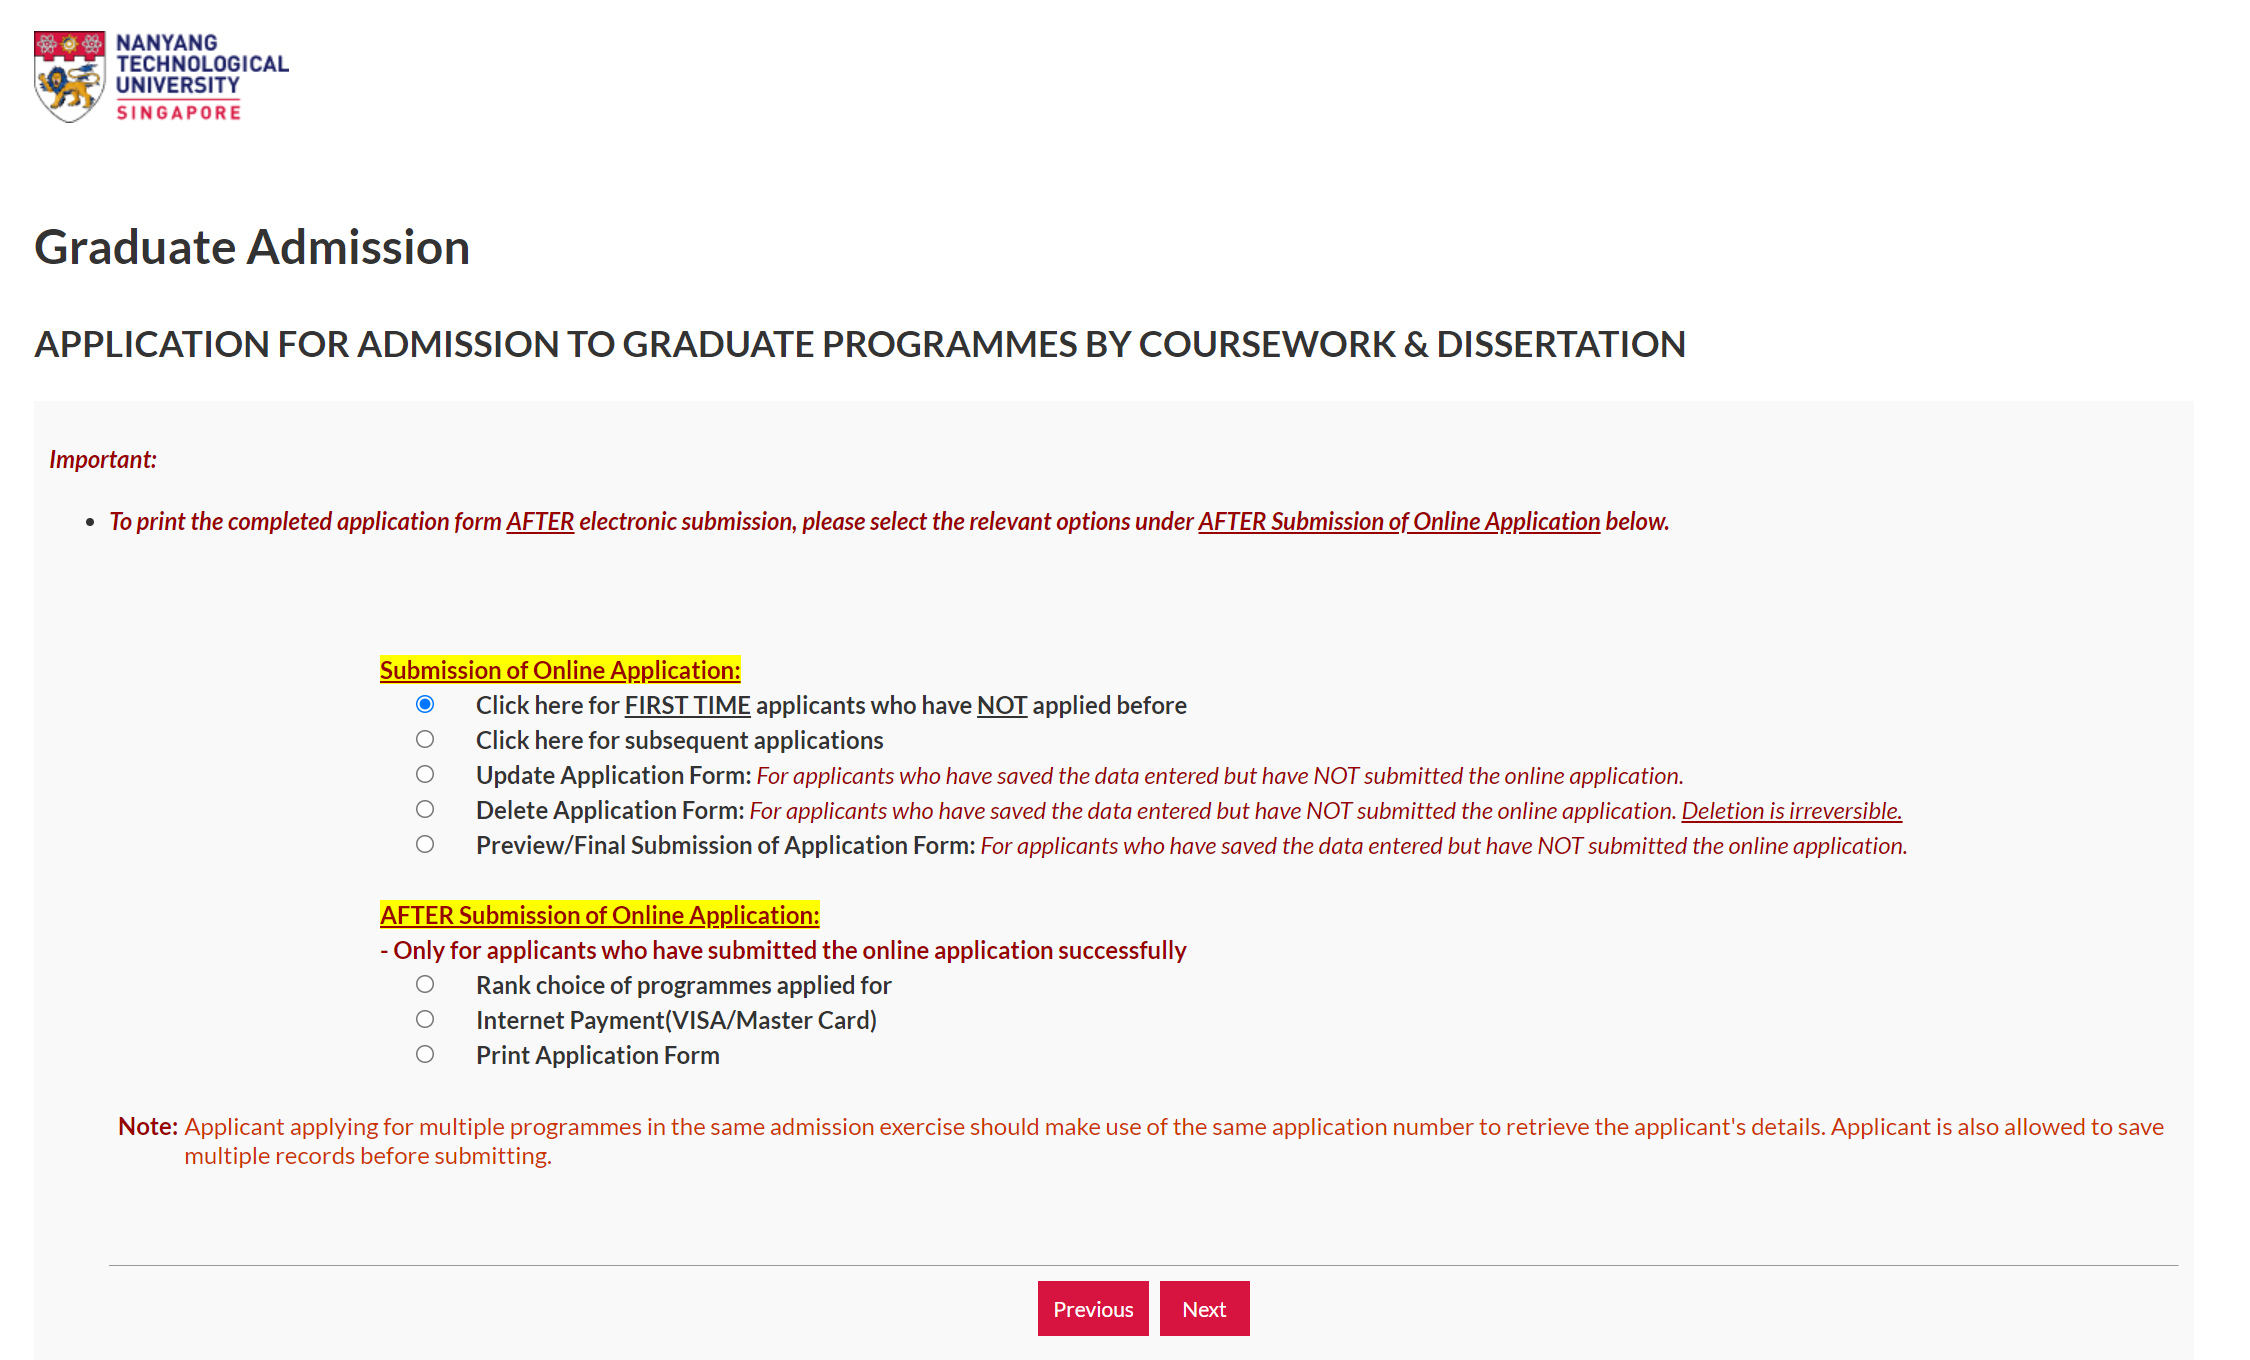 NANYANG
TECHNOLOGICAL
UNIVERSITY
SINGAPORE
Graduate Admission
APPLICATION FOR ADMISSION TO GRADUATE PROGRAMMES BY COURSEWORK & DISSERTATION
Important:
• To print the completed application form AFTER electronic submission, please select the relevant options under AFTER Submission of Online Application below.
Submission of Online Application:
Click here for FIRST TIME applicants who have NOT applied before
Click here for subsequent applications
Update Application Form: For applicants who have saved the data entered but have NOT submitted the online application.
Delete Application Form: For applicants who have saved the data entered but have NOT submitted the online application. Deletion is irreversible.
Preview/Final Submission of Application Form: For applicants who have saved the data entered but have NOT submitted the online application.
AFTER Submission of Online Application:
- Only for applicants who have submitted the online application successfully
Rank choice of programmes applied for
Internet Payment(VISA/Master Card)
Print Application Form
Note: Applicant applying for multiple programmes in the same admission exercise should make use of the same application number to retrieve the applicant's details. Applicant is also allowed to save
multiple records before submitting.
Previous Next